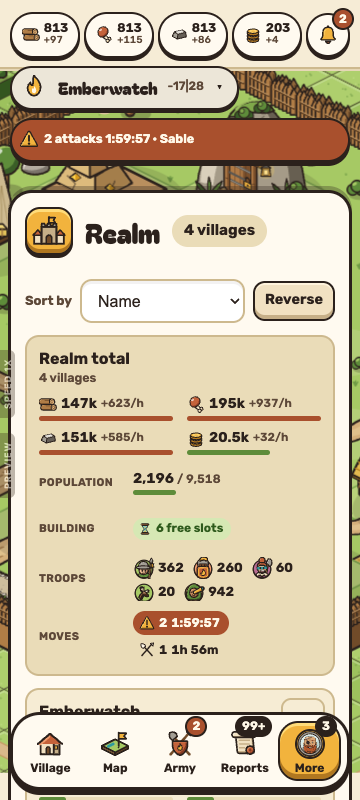 813 +97
813 +115
813 +86
203 +4
2
Emberwatch -17|28
2 attacks 1:59:57 • Sable
Realm
4 villages
Sort by
Name
Reverse
SPEED 1X
PREVIEW
Realm total
4 villages
147k +623/h
195k +937/h
151k +585/h
20.5k +32/h
POPULATION
2,196 / 9,518
BUILDING
6 free slots
TROOPS
362
260
60
20
942
MOVES
2 1:59:57
1 1h 56m
Emberwatch
Village
Map
2
Army
99+
Reports
3
More